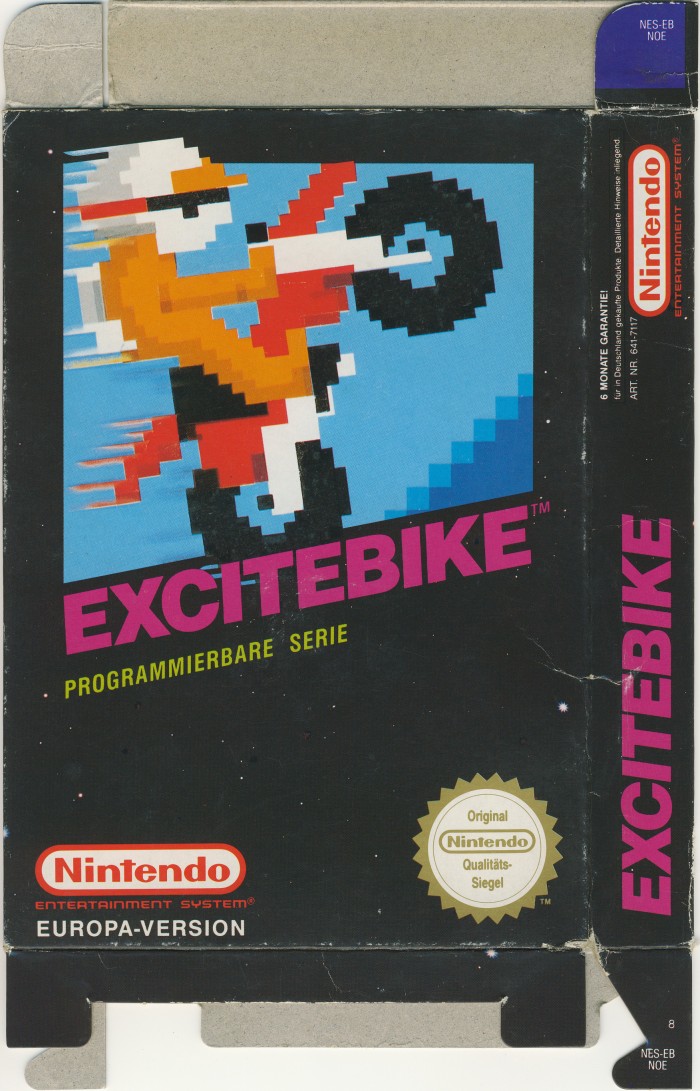 NES-EB
NOE
EXCITEBIKE™
PROGRAMMIERBARE SERIE
Original
Nintendo
Qualitäts-
Siegel
™
Nintendo
ENTERTAINMENT SYSTEM®
EUROPA-VERSION
6 MONATE GARANTIE!
für in Deutschland gekaufte Produkte. Detaillierte Hinweise inliegend.
ART. NR. 641-7117
Nintendo
ENTERTAINMENT SYSTEM®
EXCITEBIKE
8
NES-EB
NOE